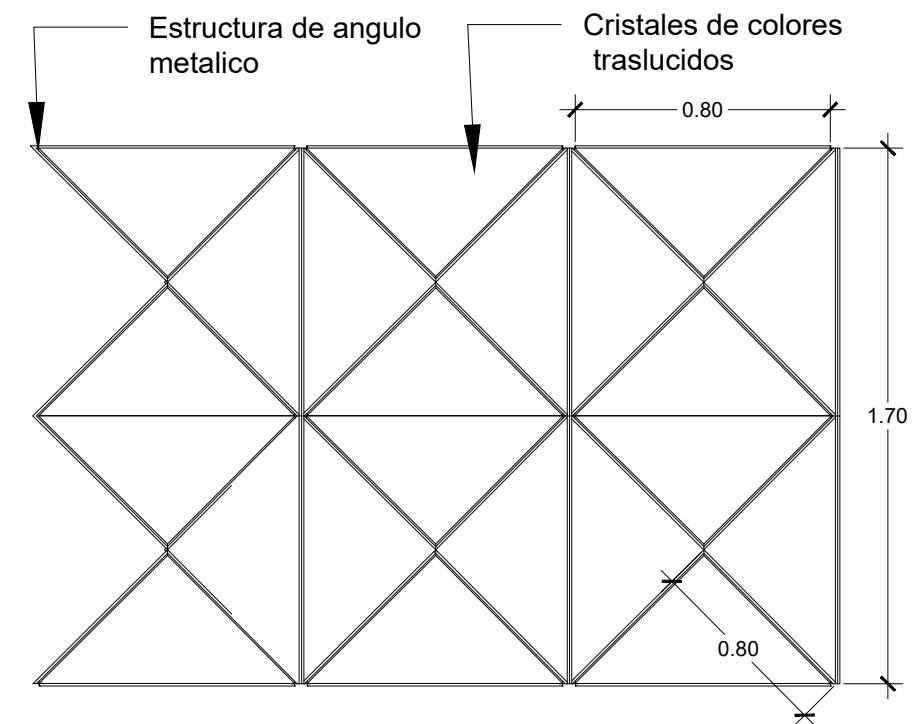 Estructura de angulo
metalico
Cristales de colores
traslucidos
0.80
1.70
0.80